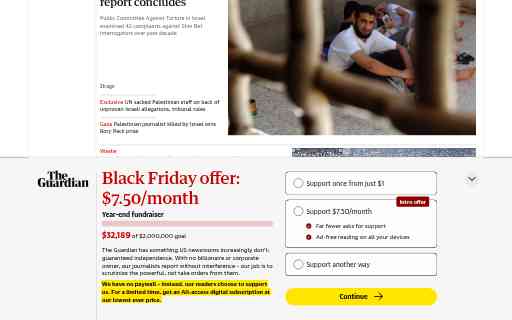 report concludes
Public Committee Against Torture in Israel
examined 40 complaints against Shin Bet
interrogators over past decade
3h ago
Exclusive UN sacked Palestinian staff on back of
unproven Israeli allegations, tribunal rules
Gaza Palestinian journalist killed by Israel wins
Rory Peck prize
Waste
The
Guardian
Black Friday offer:
$7.50/month
Year-end fundraiser
$32,189 of $2,000,000 goal
The Guardian has something US newsrooms increasingly don't:
guaranteed independence. With no billionaire or corporate
owner, our journalists report without interference – our job is to
scrutinise the powerful, not take orders from them.
We have no paywall – instead, our readers choose to support
us. For a limited time, get an All-access digital subscription at
our lowest ever price.
Support once from just $1
Intro offer
Support $7.50/month
Far fewer asks for support
Ad-free reading on all your devices
Support another way
Continue